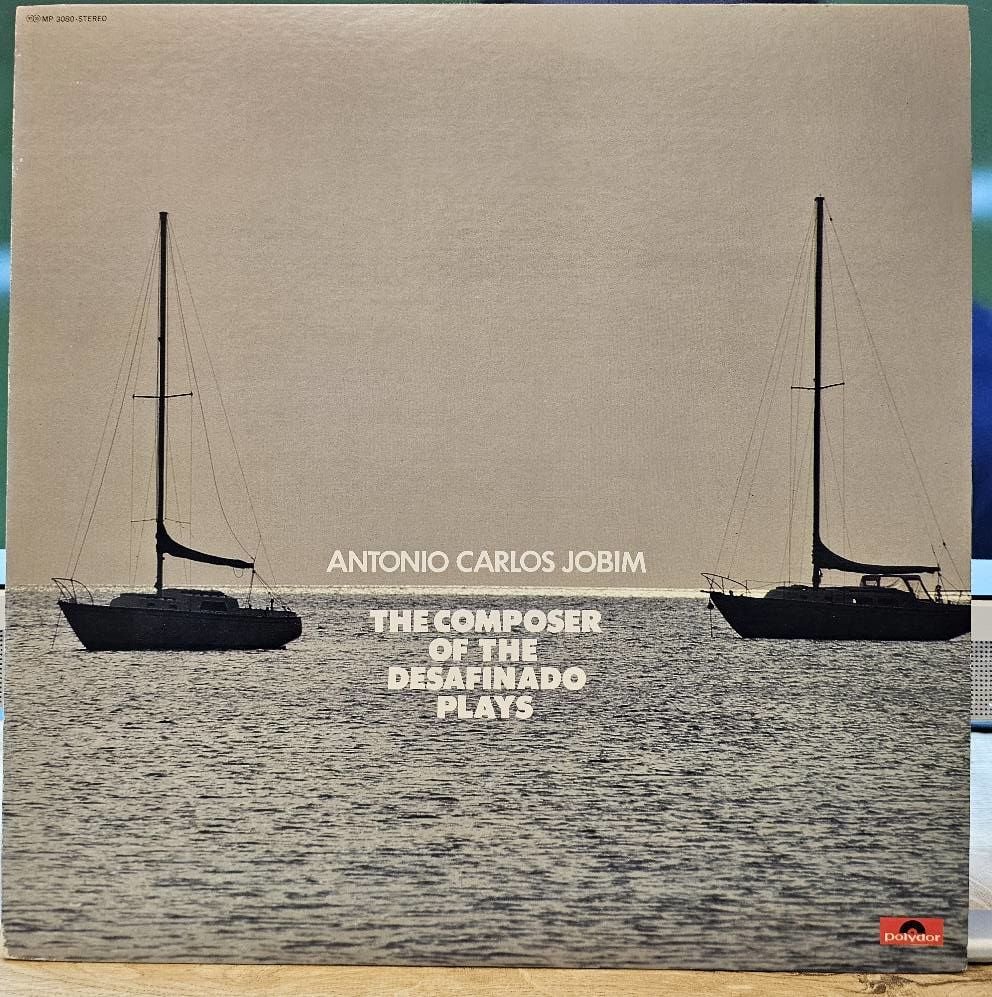 MP 3080·STEREO
ANTONIO CARLOS JOBIM
THE COMPOSER
OF THE
DESAFINADO
PLAYS
Polydor